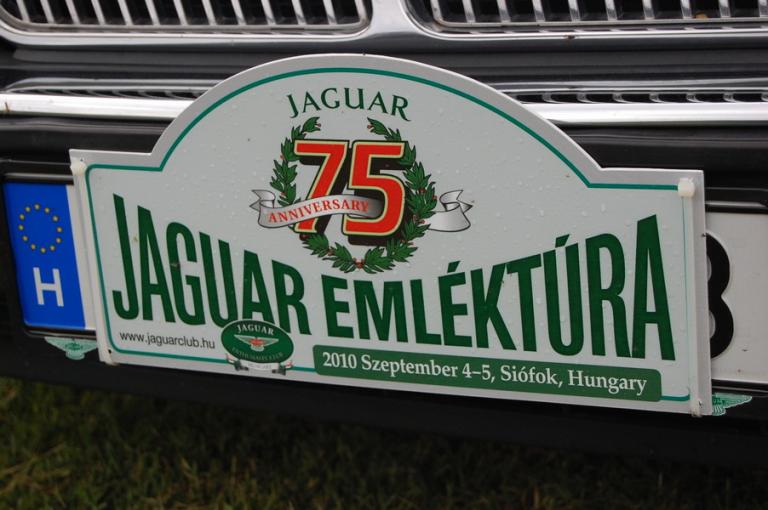 JAGUAR
75
ANNIVERSARY
JAGUAR EMLÉKTÚRA
H
www.jaguarclub.hu
JAGUAR
2010 Szeptember 4–5, Siófok, Hungary